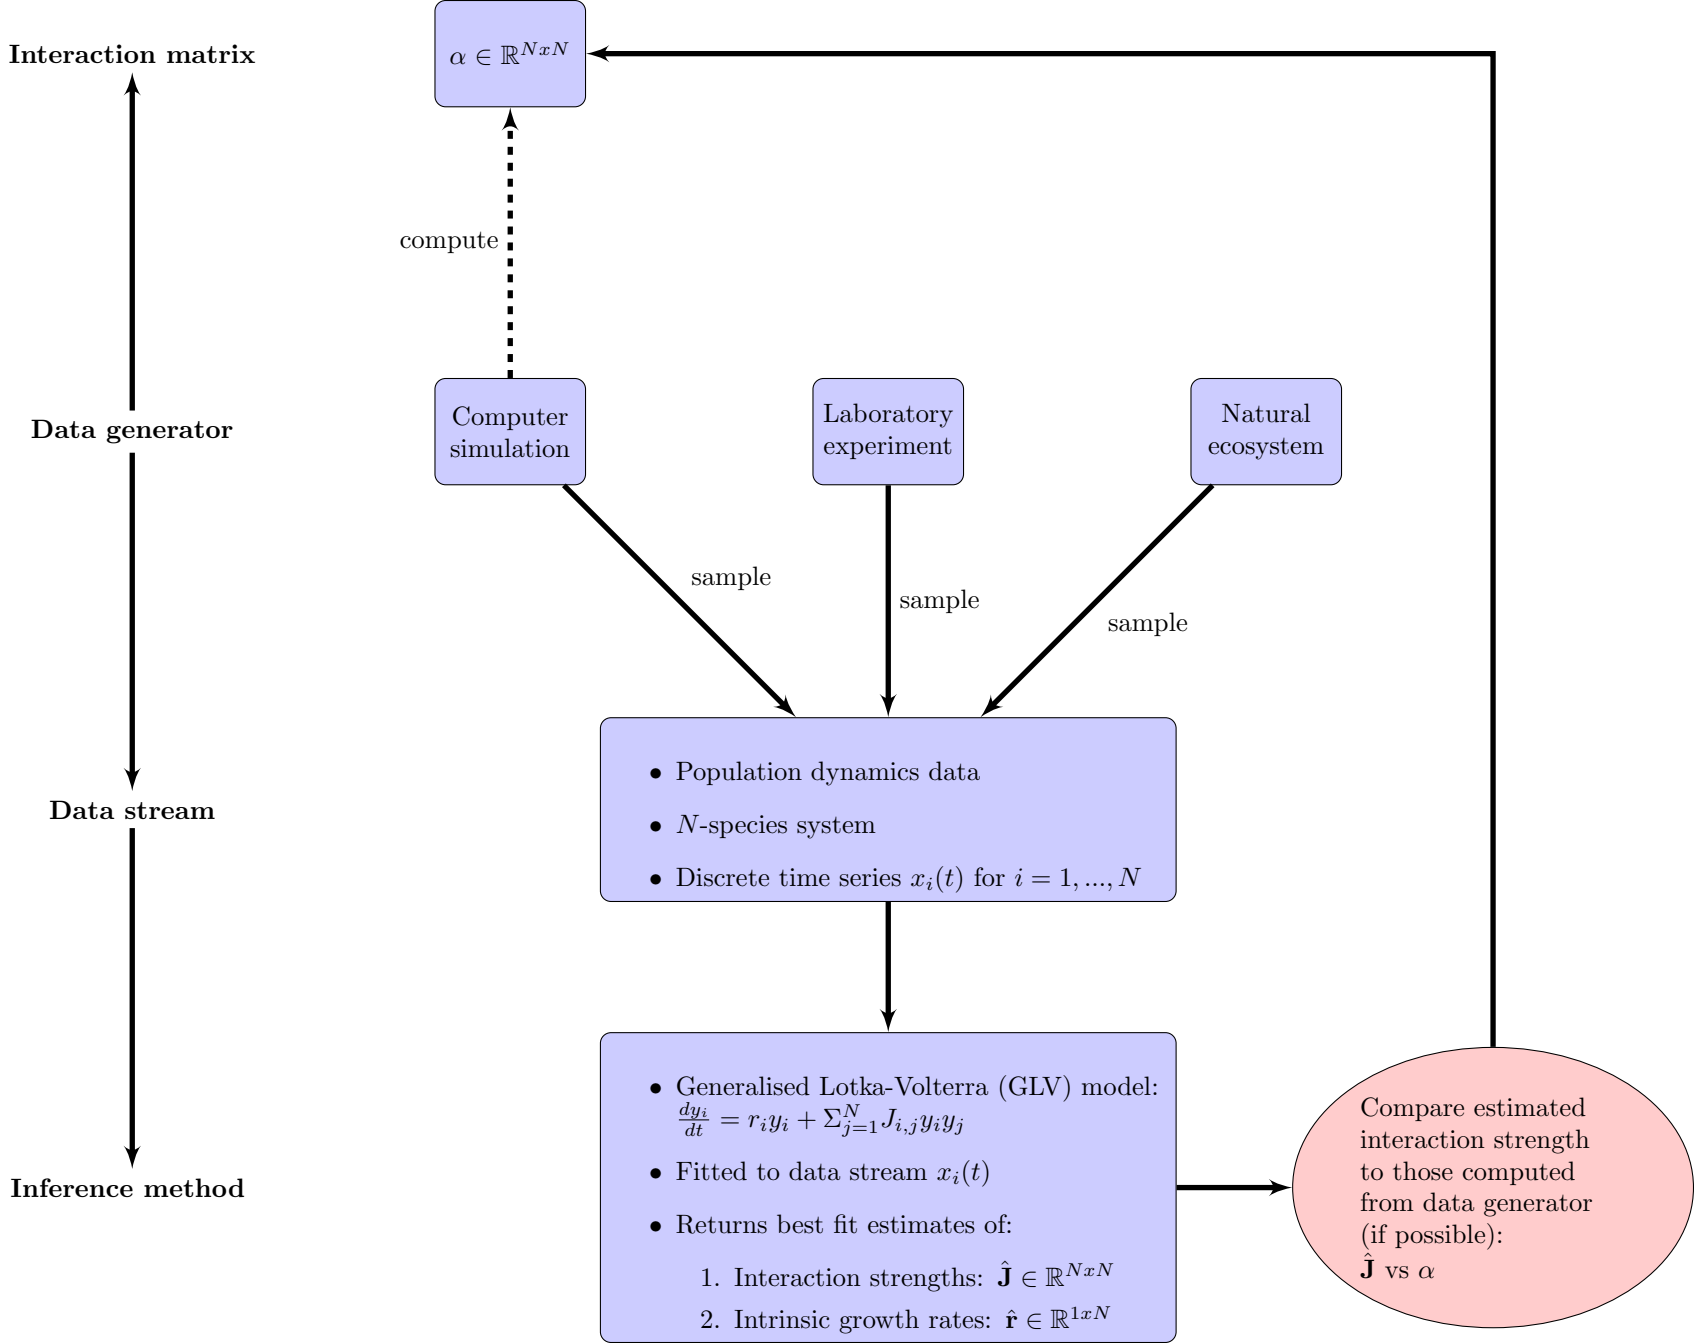 Interaction matrix
α ∈ ℝ^{NxN}
compute
Data generator
Computer
simulation
Laboratory
experiment
Natural
ecosystem
sample
sample
sample
Data stream
• Population dynamics data
• N-species system
• Discrete time series x_i(t) for i = 1, ..., N
Inference method
• Generalised Lotka-Volterra (GLV) model:
\frac{dy_i}{dt} = r_i y_i + Σ_{j=1}^{N} J_{i,j} y_i y_j
• Fitted to data stream x_i(t)
• Returns best fit estimates of:
1. Interaction strengths: \hat{J} ∈ ℝ^{NxN}
2. Intrinsic growth rates: \hat{r} ∈ ℝ^{1xN}
Compare estimated
interaction strength
to those computed
from data generator
(if possible):
\hat{J} vs α